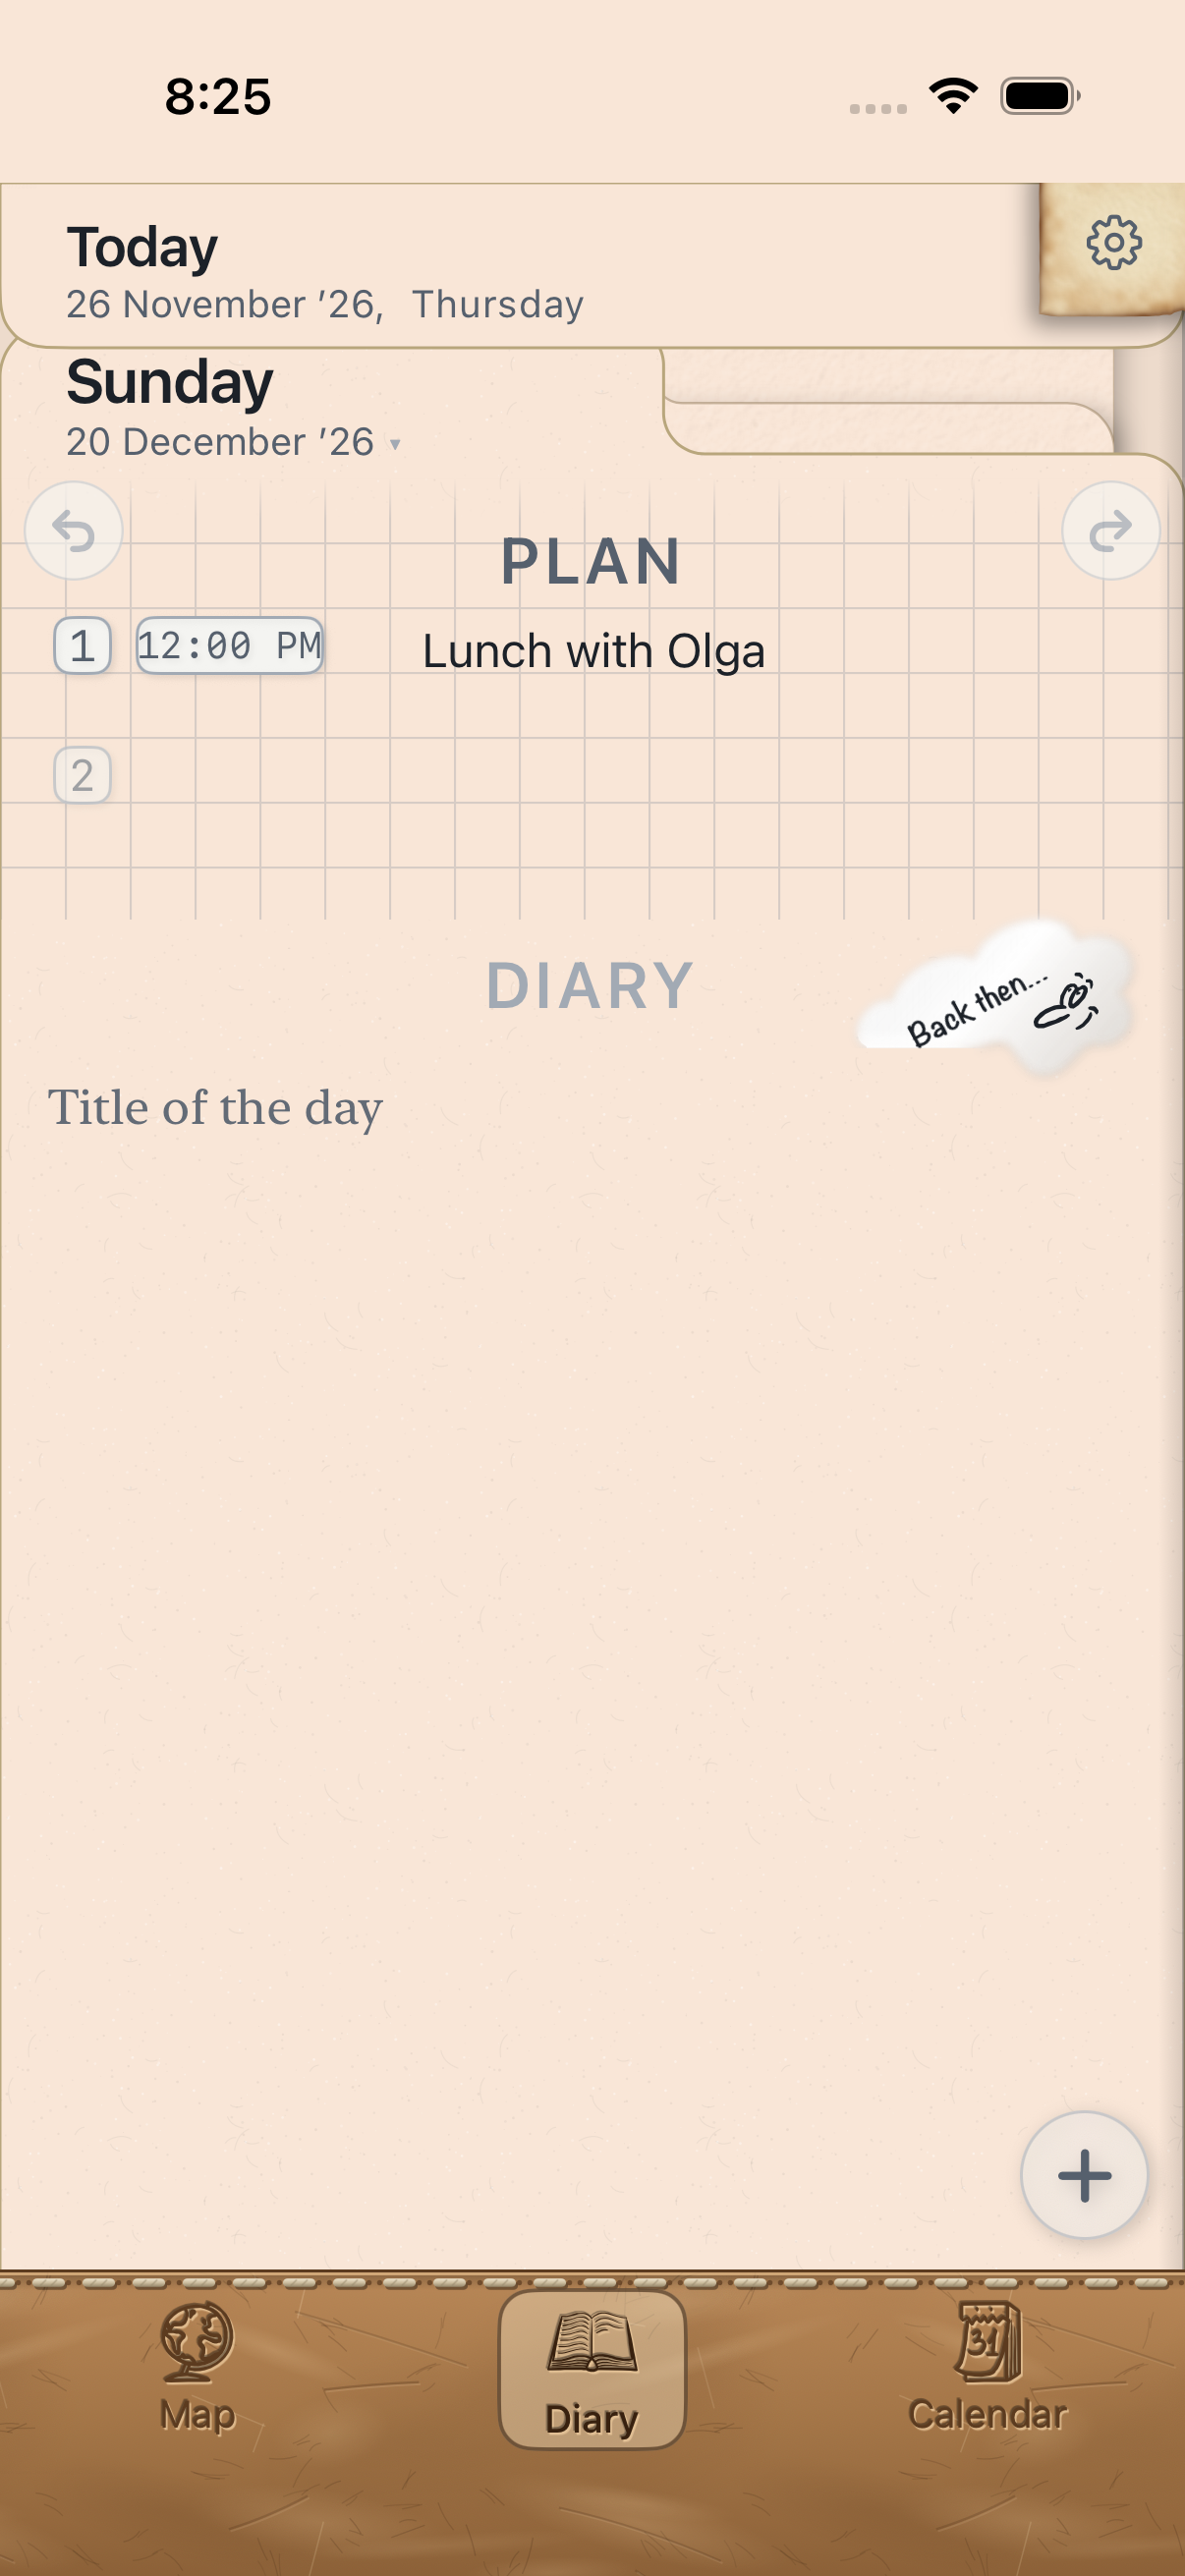 8:25
Today
26 November ’26, Thursday
Sunday
20 December ’26 ▾
PLAN
1 12:00 PM Lunch with Olga
2
DIARY
Back then...
Title of the day
31
Map Diary Calendar